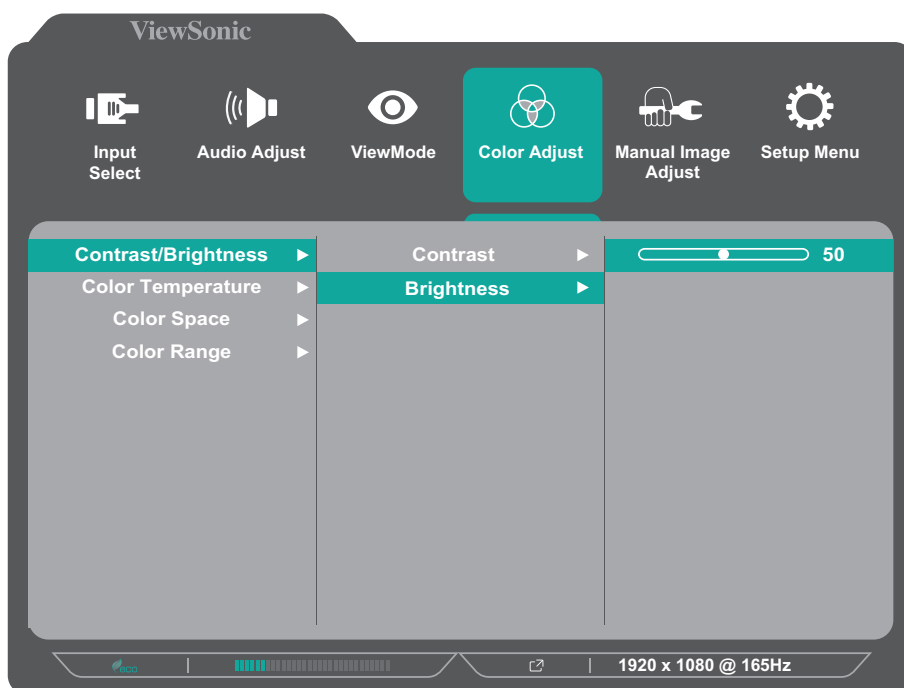 ViewSonic
Input
Select
Audio Adjust
ViewMode
Color Adjust
Manual Image
Adjust
Setup Menu
Contrast/Brightness
Contrast
50
Color Temperature
Brightness
Color Space
Color Range
eco
1920 x 1080 @ 165Hz